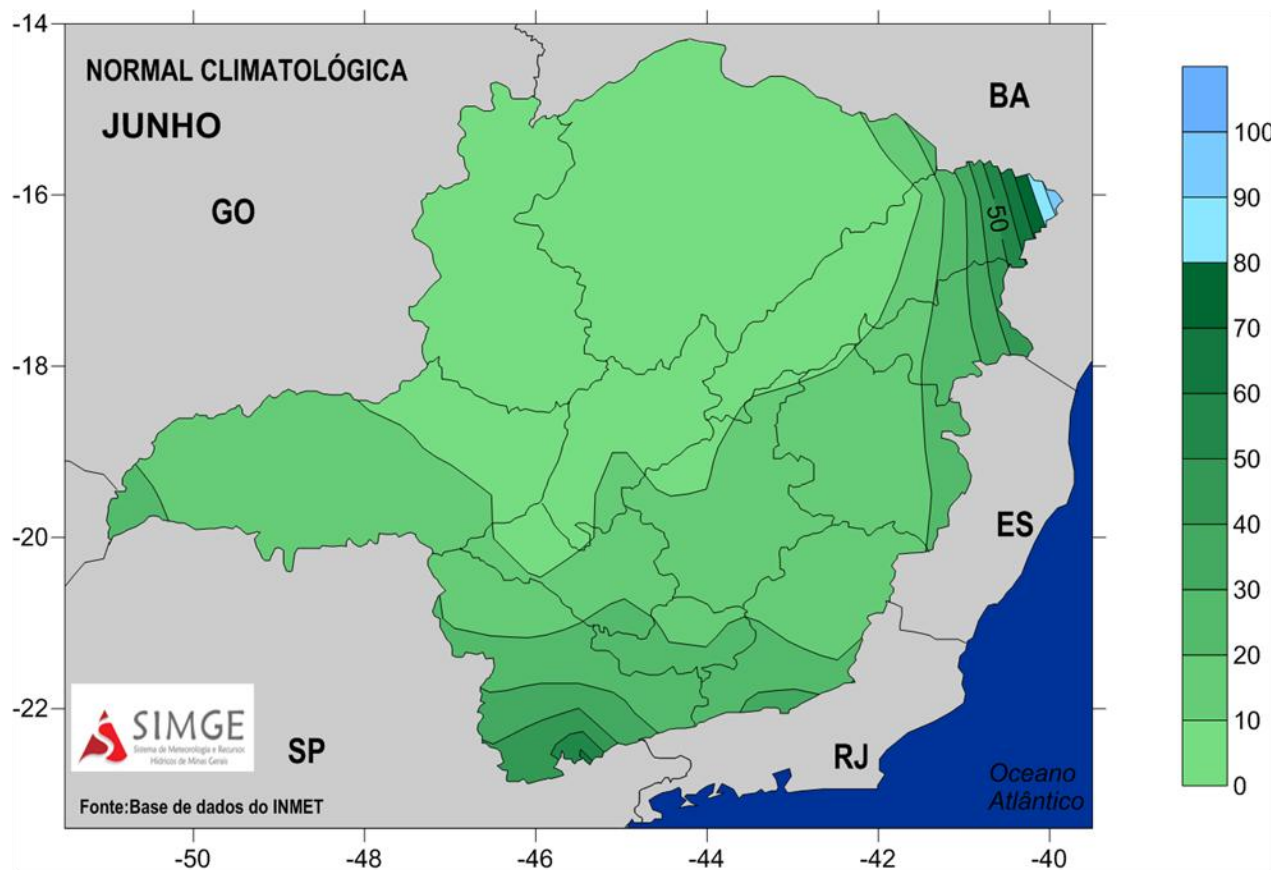 -14
NORMAL CLIMATOLÓGICA
JUNHO
BA
GO
-16
50
-18
-20
ES
-22
SIMGE
Sistema de Meteorologia e Recursos
Hídricos de Minas Gerais
SP
RJ
Oceano
Atlântico
Fonte:Base de dados do INMET
-50
-48
-46
-44
-42
-40
100
90
80
70
60
50
40
30
20
10
0